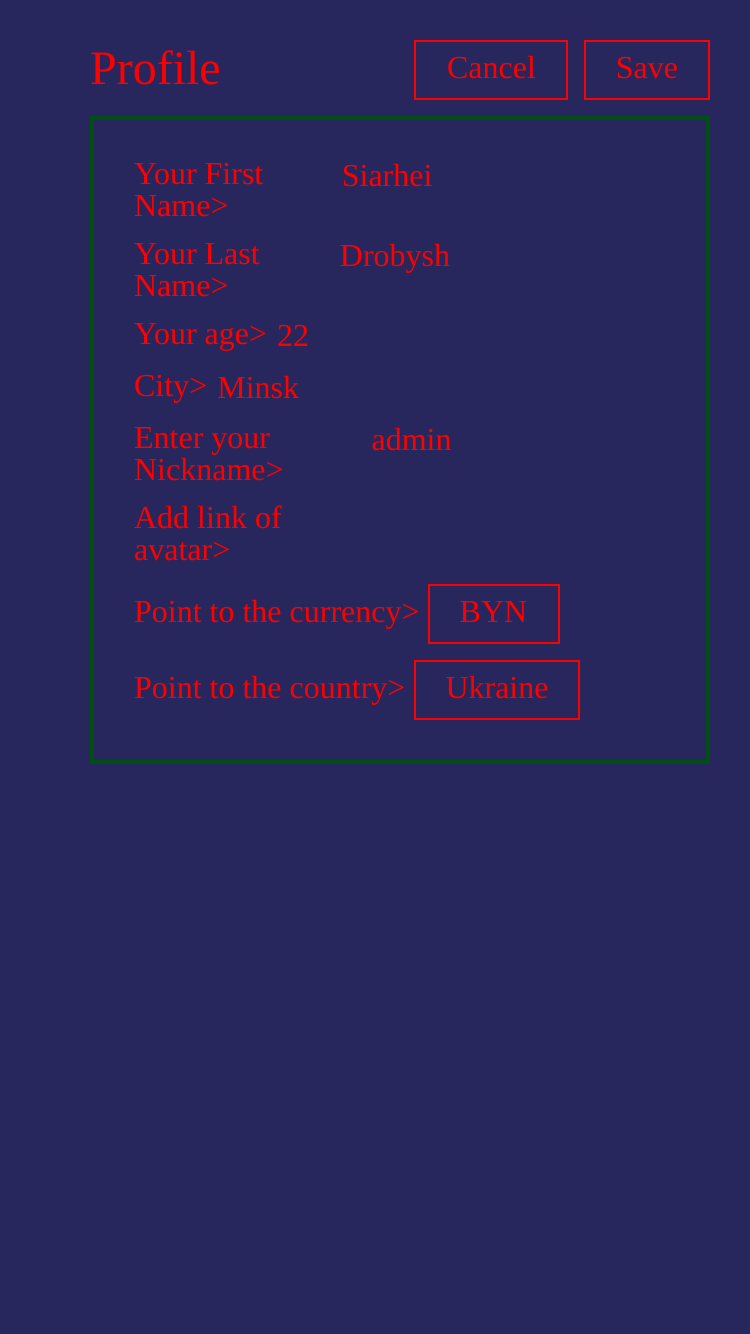 Profile
Cancel
Save
Your First
Name>
Siarhei
Your Last
Name>
Drobysh
Your age> 22
City> Minsk
Enter your
Nickname>
admin
Add link of
avatar>
Point to the currency> BYN
Point to the country> Ukraine